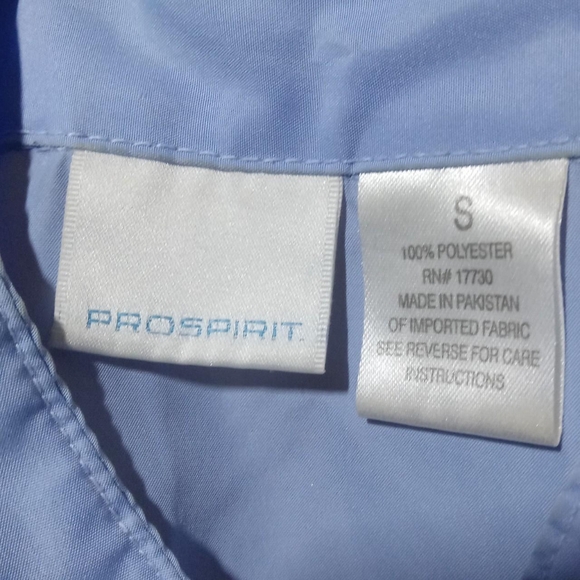 PROSPIRIT.
S
100% POLYESTER
RN# 17730
MADE IN PAKISTAN
OF IMPORTED FABRIC
SEE REVERSE FOR CARE
INSTRUCTIONS